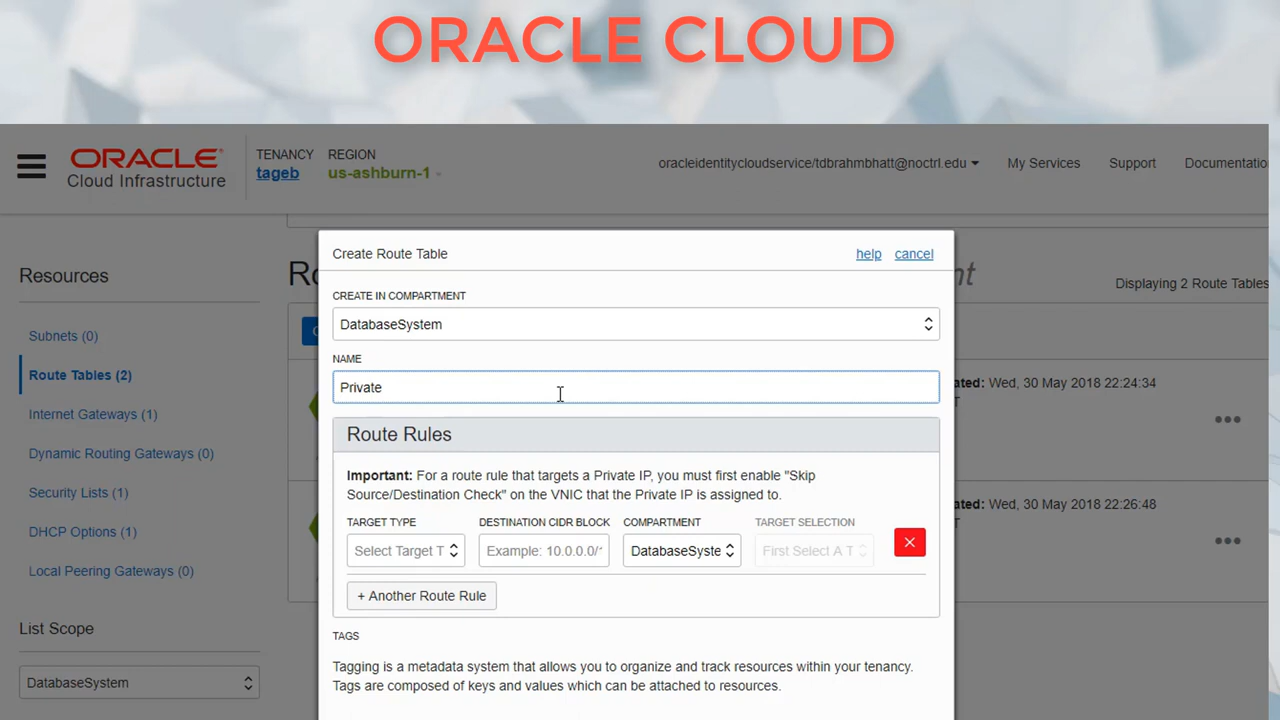 ORACLE CLOUD
ORACLE
Cloud Infrastructure
TENANCY
tageb
REGION
us-ashburn-1
oracleidentitycloudservice/tdbrahmbhatt@noctrl.edu
My Services
Support
Documentatio
Resources
Subnets (0)
Route Tables (2)
Internet Gateways (1)
Dynamic Routing Gateways (0)
Security Lists (1)
DHCP Options (1)
Local Peering Gateways (0)
List Scope
DatabaseSystem
Ro
nt
Displaying 2 Route Tables
Create Route Table
help
cancel
CREATE IN COMPARTMENT
DatabaseSystem
NAME
Private
Route Rules
Important: For a route rule that targets a Private IP, you must first enable "Skip
Source/Destination Check" on the VNIC that the Private IP is assigned to.
TARGET TYPE
DESTINATION CIDR BLOCK
COMPARTMENT
TARGET SELECTION
Select Target T
Example: 10.0.0.0/
DatabaseSyste
First Select A T
+ Another Route Rule
TAGS
Tagging is a metadata system that allows you to organize and track resources within your tenancy.
Tags are composed of keys and values which can be attached to resources.
ated: Wed, 30 May 2018 22:24:34
T
ated: Wed, 30 May 2018 22:26:48
T